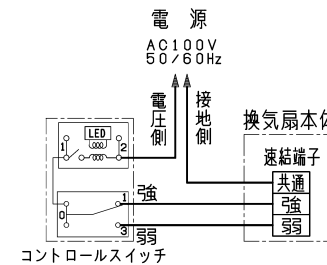 電 源
AC100V
50/60Hz
電圧側
接地側
換気扇本体
速結端子
共通
強
弱
LED
1
2
0
1
3
強
弱
コントロールスイッチ